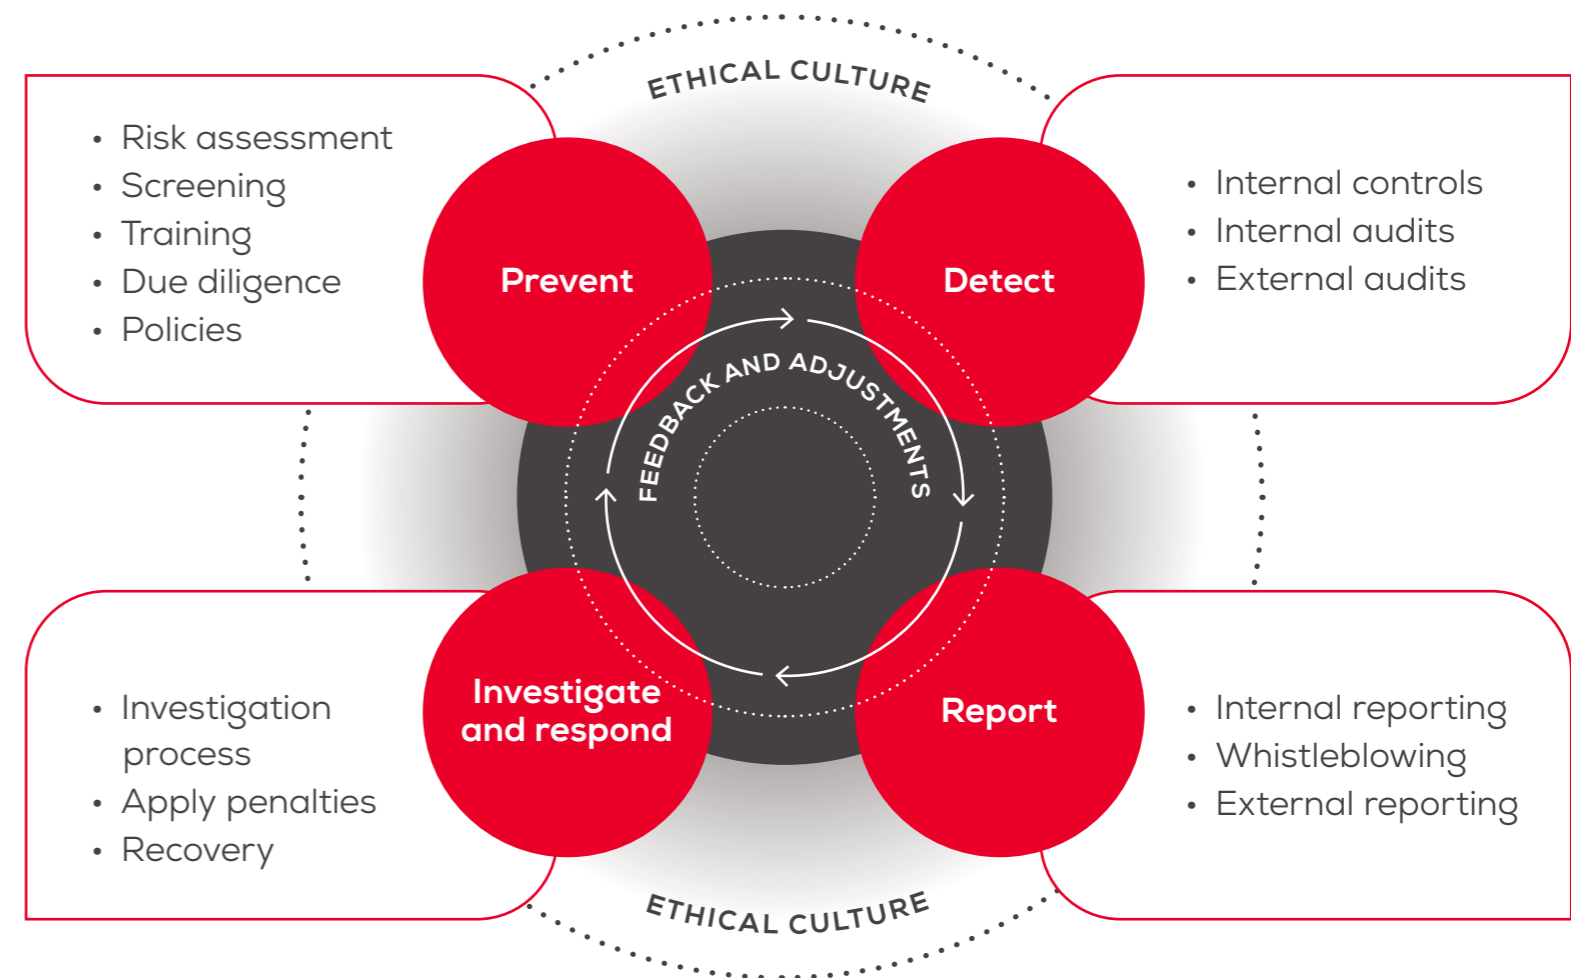 ETHICAL CULTURE
• Risk assessment
• Screening
• Training
• Due diligence
• Policies
Prevent
Detect
• Internal controls
• Internal audits
• External audits
FEEDBACK AND ADJUSTMENTS
• Investigation
process
• Apply penalties
• Recovery
Investigate
and respond
Report
• Internal reporting
• Whistleblowing
• External reporting
ETHICAL CULTURE